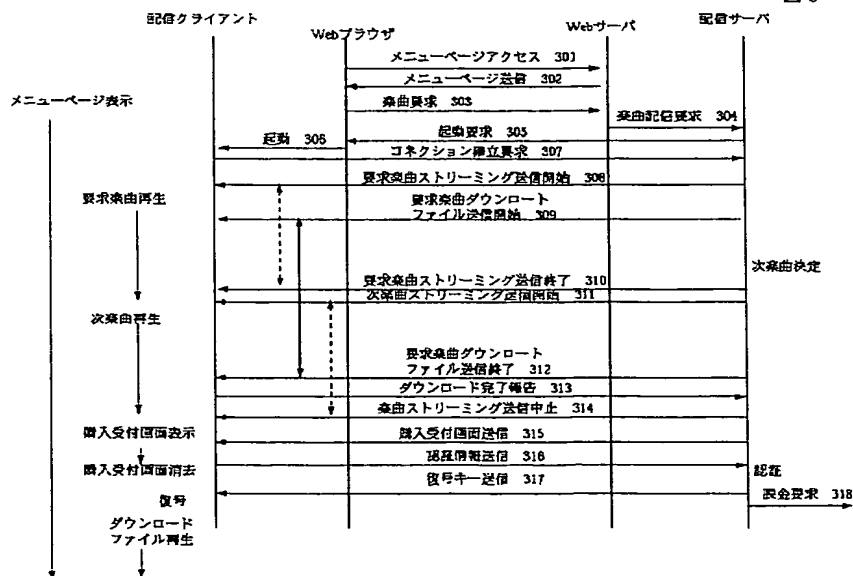 配信クライアント
Webブラウザ
Webサーバ
配信サーバ
メニューページアクセス 301
メニューページ送信 302
メニューページ表示
楽曲要求 303
楽曲配信要求 304
起動要求 305
起動 306
コネクション確立要求 307
要求楽曲ストリーミング送信開始 308
要求楽曲再生
要求楽曲ダウンロート
ファイル送信開始 309
次楽曲決定
要求楽曲ストリーミング送信終了 310
次楽曲ストリーミング送信開始 311
次楽曲再生
要求楽曲ダウンロート
ファイル送信終了 312
ダウンロード完了報告 313
楽曲ストリーミング送信中止 314
購入受付画面表示
購入受付画面送信 315
認証情報送信 316
購入受付画面消去
認証
復号キー送信 317
復号
課金要求 318
ダウンロード
ファイル再生